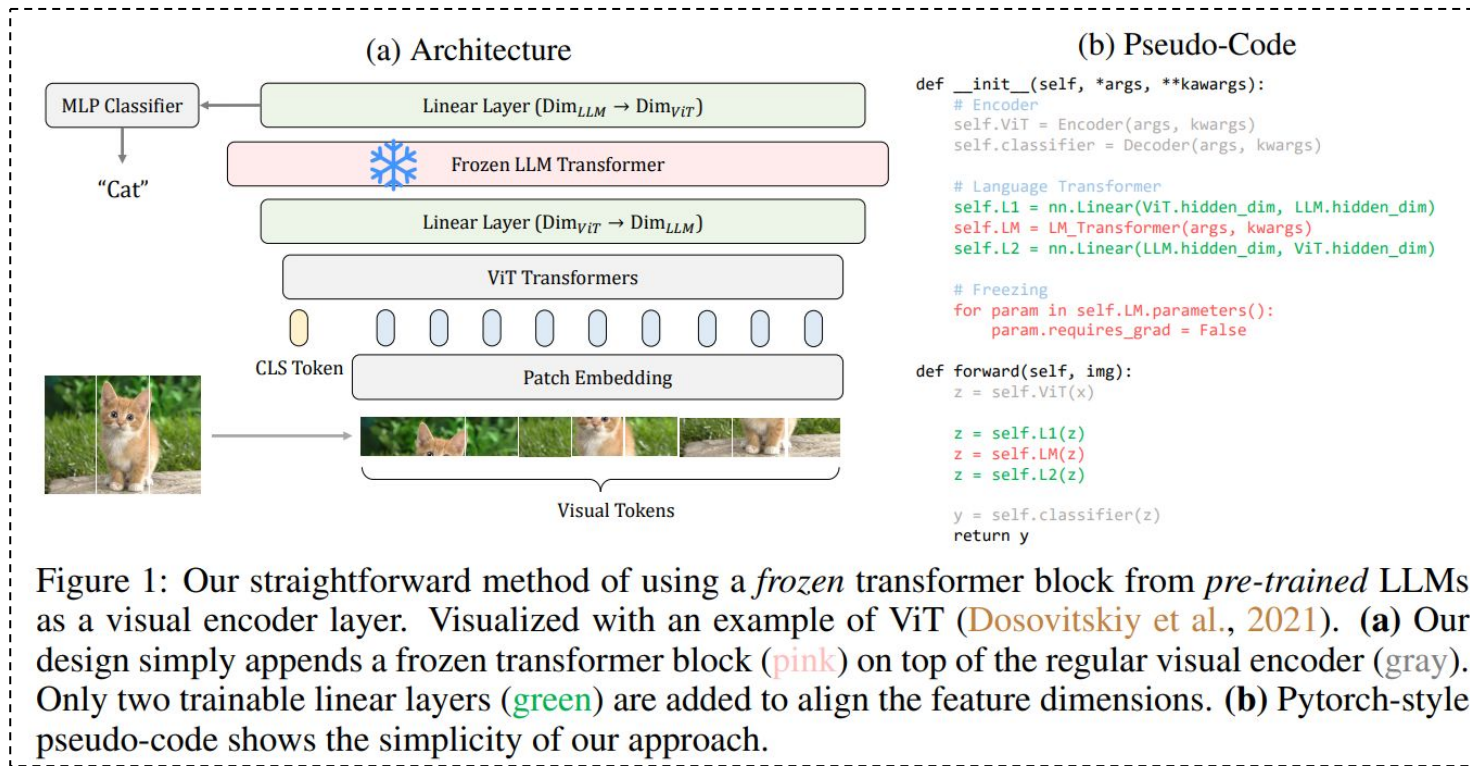 (a) Architecture
MLP Classifier
Linear Layer (Dim_LLM → Dim_ViT)
Frozen LLM Transformer
"Cat"
Linear Layer (Dim_ViT → Dim_LLM)
ViT Transformers
CLS Token
Patch Embedding
Visual Tokens
(b) Pseudo-Code
def __init__(self, *args, **kawargs):
# Encoder
self.ViT = Encoder(args, kwargs)
self.classifier = Decoder(args, kwargs)
# Language Transformer
self.L1 = nn.Linear(ViT.hidden_dim, LLM.hidden_dim)
self.LM = LM_Transformer(args, kwargs)
self.L2 = nn.Linear(LLM.hidden_dim, ViT.hidden_dim)
# Freezing
for param in self.LM.parameters():
param.requires_grad = False
def forward(self, img):
z = self.ViT(x)
z = self.L1(z)
z = self.LM(z)
z = self.L2(z)
y = self.classifier(z)
return y
Figure 1: Our straightforward method of using a frozen transformer block from pre-trained LLMs
as a visual encoder layer. Visualized with an example of ViT (Dosovitskiy et al., 2021). (a) Our
design simply appends a frozen transformer block (pink) on top of the regular visual encoder (gray).
Only two trainable linear layers (green) are added to align the feature dimensions. (b) Pytorch-style
pseudo-code shows the simplicity of our approach.